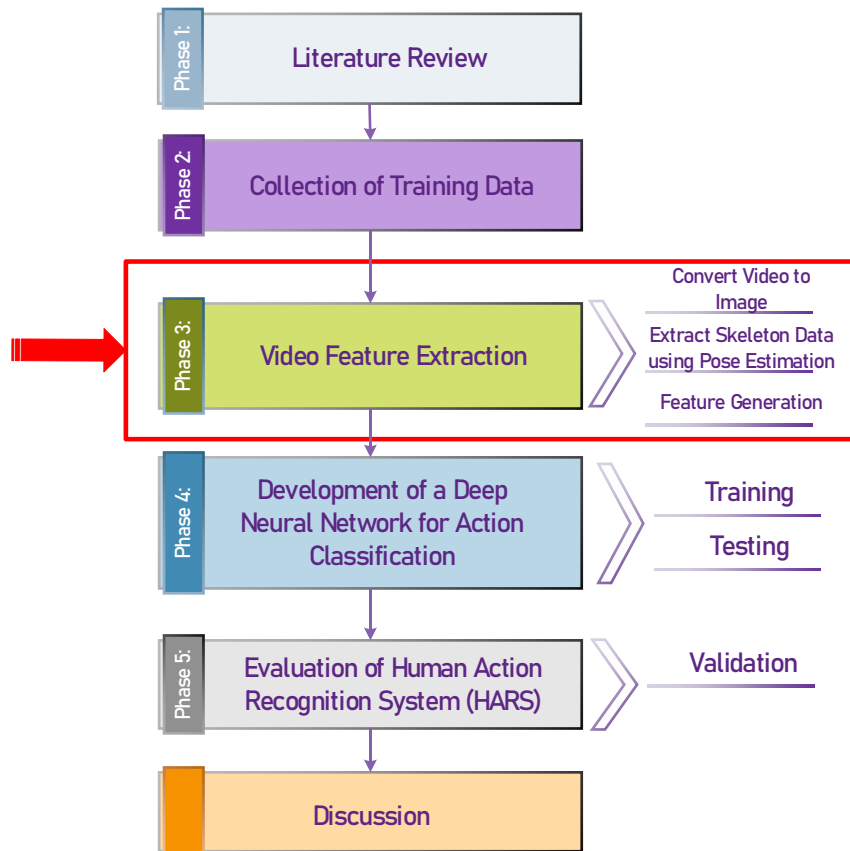 Phase 1:
Literature Review
Phase 2:
Collection of Training Data
Phase 3:
Video Feature Extraction
Convert Video to
Image
Extract Skeleton Data
using Pose Estimation
Feature Generation
Phase 4:
Development of a Deep
Neural Network for Action
Classification
Training
Testing
Phase 5:
Evaluation of Human Action
Recognition System (HARS)
Validation
Discussion